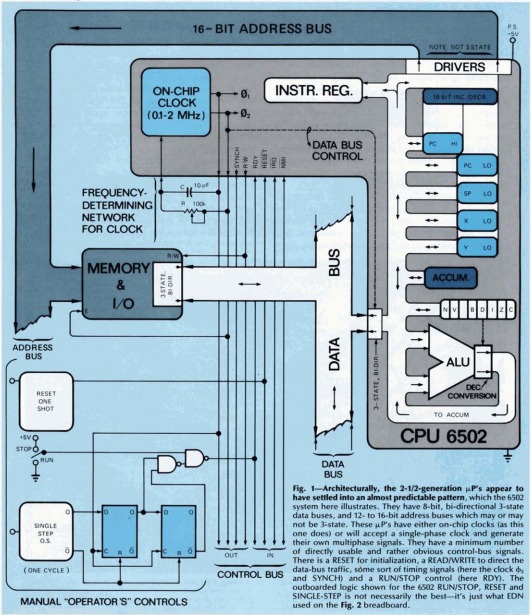 16-BIT ADDRESS BUS
P.S.
+5V
NOTE: NOT 3-STATE
DRIVERS
ON-CHIP
CLOCK
(0.1-2 MHz)
Ø1
Ø2
INSTR. REG.
16-BIT INC./DECR.
DATA BUS
CONTROL
PC HI
PC LO
SP LO
X LO
Y LO
ACCUM.
N V B D I Z C
ALU
DEC.
CONVERSION
TO ACCUM
CPU 6502
SYNCH
R/W
RDY
RESET
IRQ
NMI
FREQUENCY-
DETERMINING
NETWORK
FOR CLOCK
C 10 µF
R 100k
R/W
MEMORY
&
I/O
3-STATE,
BI-DIR.
E
DATA BUS
3-STATE, BI-DIR.
ADDRESS
BUS
RESET
ONE
SHOT
+5V
STOP
RUN
SINGLE
STEP
O.S.
(ONE CYCLE)
Q
Q̅
D Q
C R Q̅
D Q
C R Q̅
OUT IN
CONTROL BUS
DATA
BUS
MANUAL "OPERATOR'S" CONTROLS
Fig. 1—Architecturally, the 2-1/2-generation µP's appear to
have settled into an almost predictable pattern, which the 6502
system here illustrates. They have 8-bit, bi-directional 3-state
data buses, and 12- to 16-bit address buses which may or may
not be 3-state. These µP's have either on-chip clocks (as this
one does) or will accept a single-phase clock and generate
their own multiphase signals. They have a minimum number
of directly usable and rather obvious control-bus signals.
There is a RESET for initialization, a READ/WRITE to direct the
data-bus traffic, some sort of timing signals (here the clock ϕ2
and SYNCH) and a RUN/STOP control (here RDY). The
outboarded logic shown for the 6502 RUN/STOP, RESET and
SINGLE-STEP is not necessarily the best—it's just what EDN
used on the Fig. 2 breadboard.